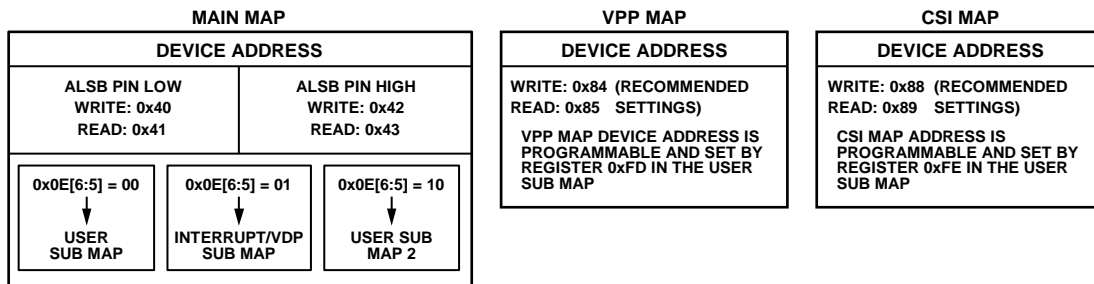 MAIN MAP
DEVICE ADDRESS
ALSB PIN LOW
WRITE: 0x40
READ: 0x41
ALSB PIN HIGH
WRITE: 0x42
READ: 0x43
0x0E[6:5] = 00
USER
SUB MAP
0x0E[6:5] = 01
INTERRUPT/VDP
SUB MAP
0x0E[6:5] = 10
USER SUB
MAP 2
VPP MAP
DEVICE ADDRESS
WRITE: 0x84 (RECOMMENDED
READ: 0x85 SETTINGS)
VPP MAP DEVICE ADDRESS IS
PROGRAMMABLE AND SET BY
REGISTER 0xFD IN THE USER
SUB MAP
CSI MAP
DEVICE ADDRESS
WRITE: 0x88 (RECOMMENDED
READ: 0x89 SETTINGS)
CSI MAP ADDRESS IS
PROGRAMMABLE AND SET BY
REGISTER 0xFE IN THE USER
SUB MAP